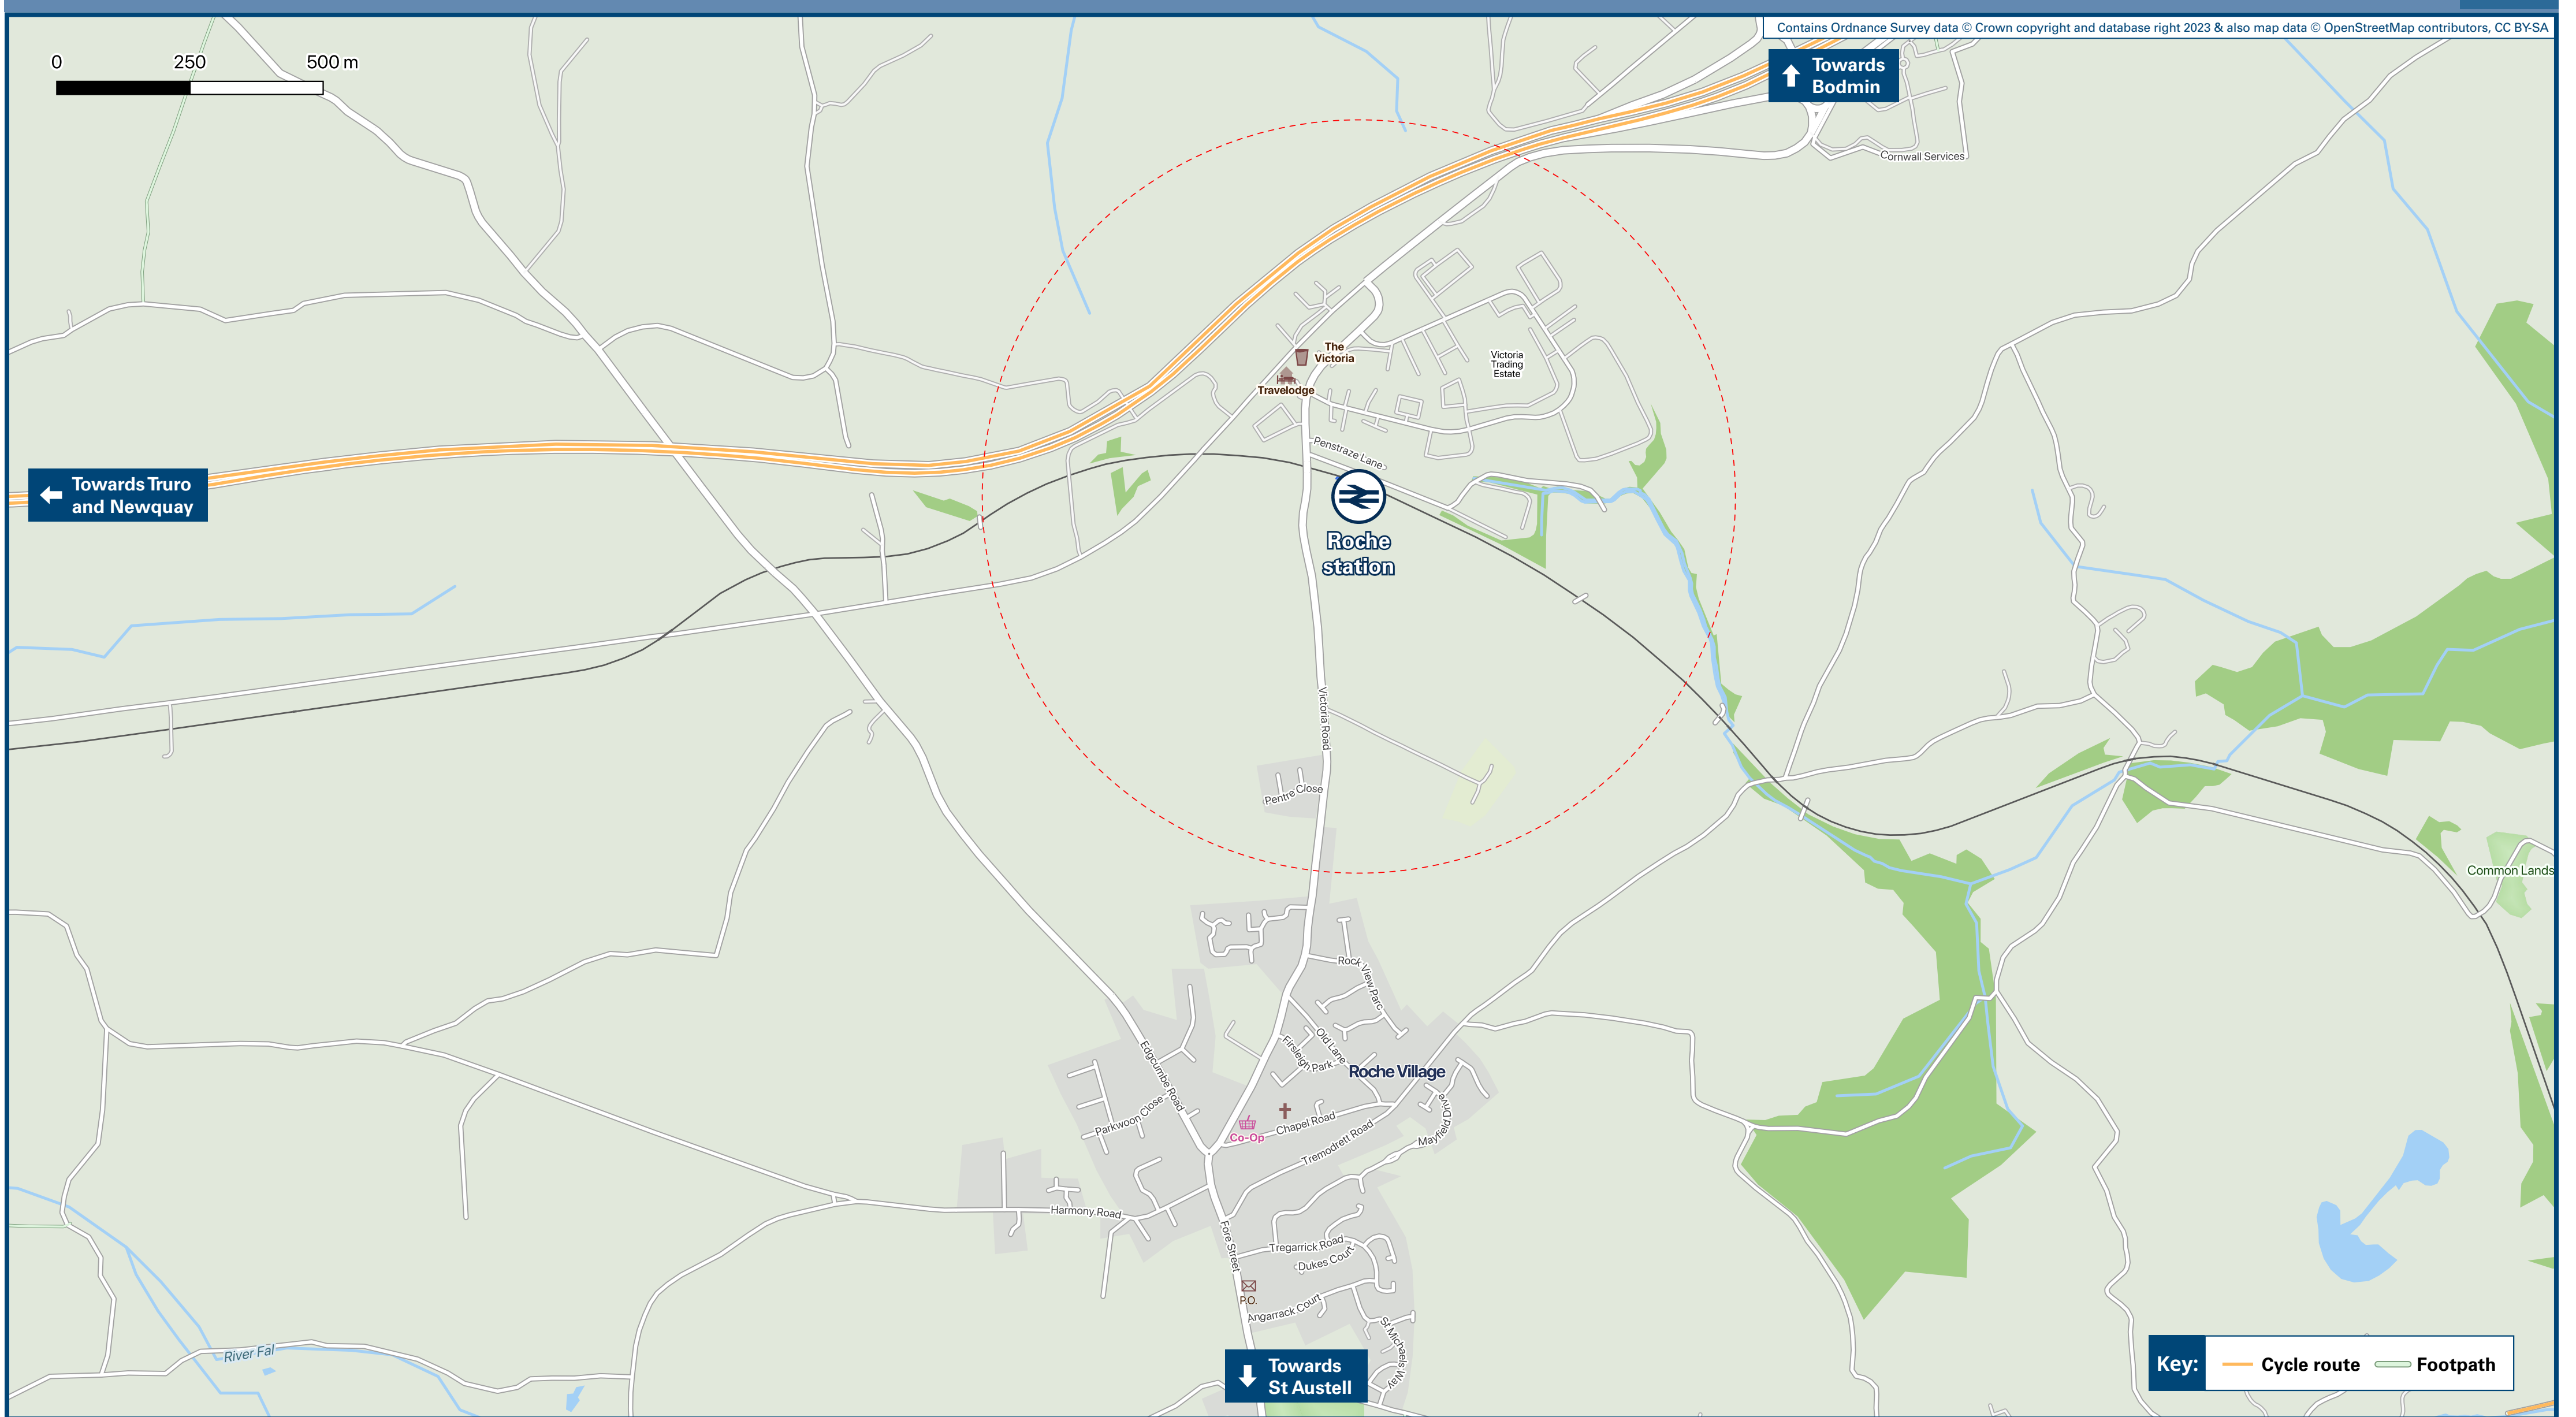 Contains Ordnance Survey data © Crown copyright and database right 2023 & also map data © OpenStreetMap contributors, CC BY-SA
0 250 500 m
Towards
Bodmin
Cornwall Services
The
Victoria
Travelodge
Victoria
Trading
Estate
Penstraze Lane
Towards Truro
and Newquay
Roche
station
Victoria Road
Pentre Close
Common Lands
Rock View Parc
Old Lane
Firsleigh Park
Roche Village
Edgcumbe Road
Parkwoon Close
Co-Op
Chapel Road
Tremodrett Road
Mayfield Drive
Harmony Road
Fore Street
Tregarrick Road
Dukes Court
P.O.
Angarrack Court
St Michaels Way
River Fal
Towards
St Austell
Key: Cycle route Footpath